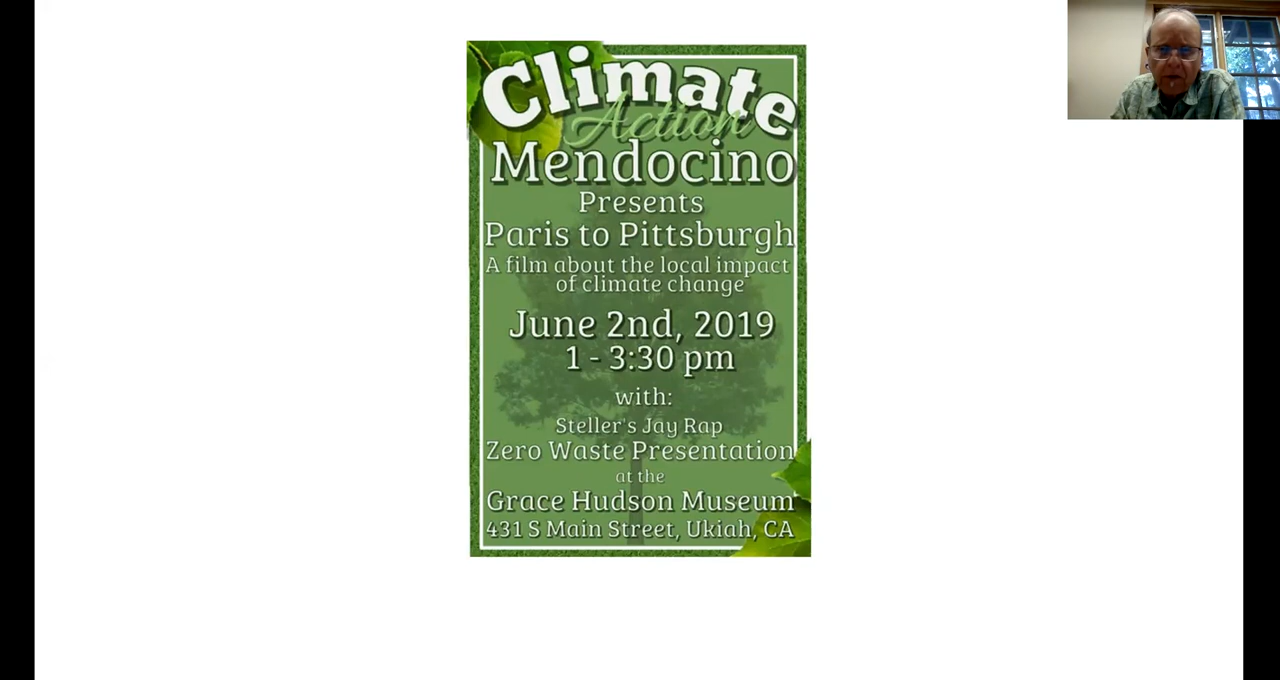 Climate
Action
Mendocino
Presents
Paris to Pittsburgh
A film about the local impact
of climate change
June 2nd, 2019
1 - 3:30 pm
with:
Steller's Jay Rap
Zero Waste Presentation
at the
Grace Hudson Museum
431 S Main Street, Ukiah, CA